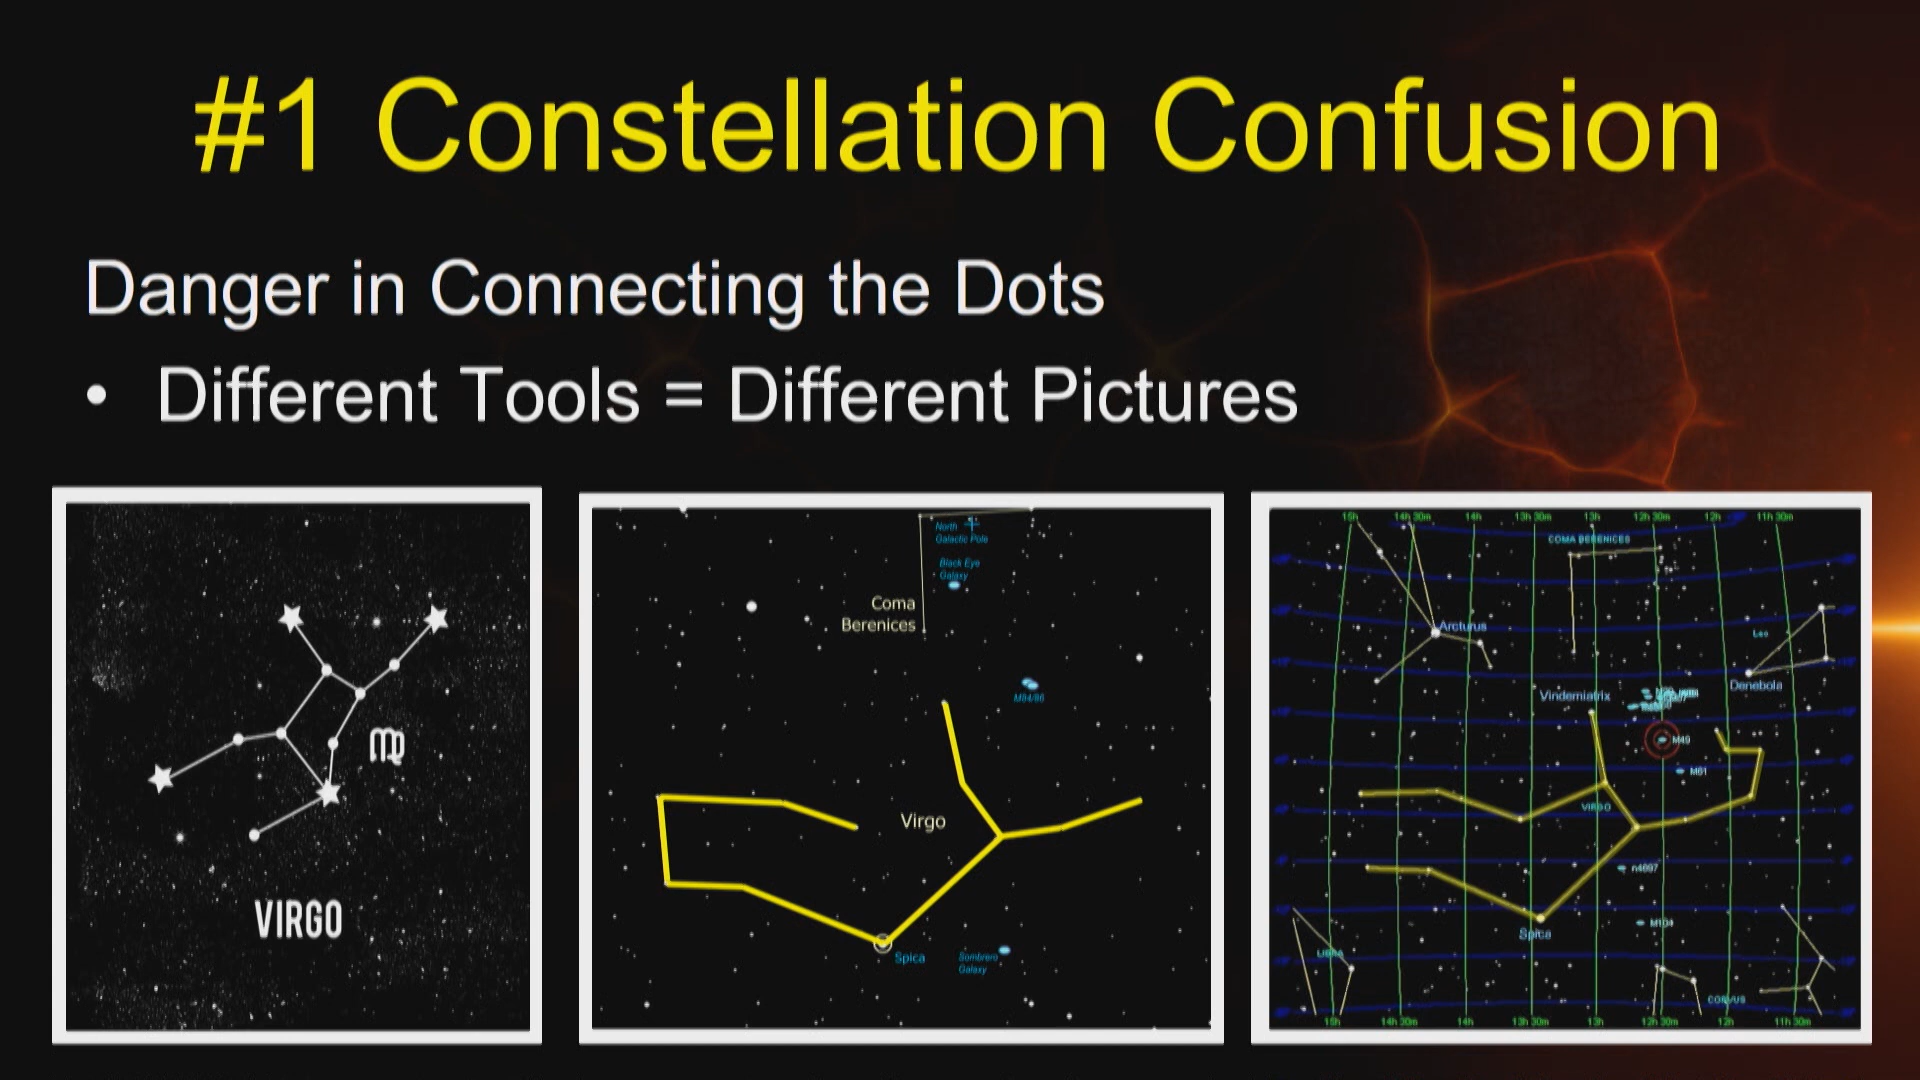 #1 Constellation Confusion
Danger in Connecting the Dots
• Different Tools = Different Pictures
♍
VIRGO
North
Galactic Pole
Black Eye
Galaxy
Coma
Berenices
M84/86
Virgo
Spica
Sombrero
Galaxy
15h 14h 30m 14h 13h 30m 13h 12h 30m 12h 11h 30m
COMA BERENICES
Arcturus
Leo
Vindemiatrix
Denebola
M49
M61
VIRGO
n4697
M104
Spica
LIBRA
CORVUS
15h 14h 30m 14h 13h 30m 13h 12h 30m 12h 11h 30m